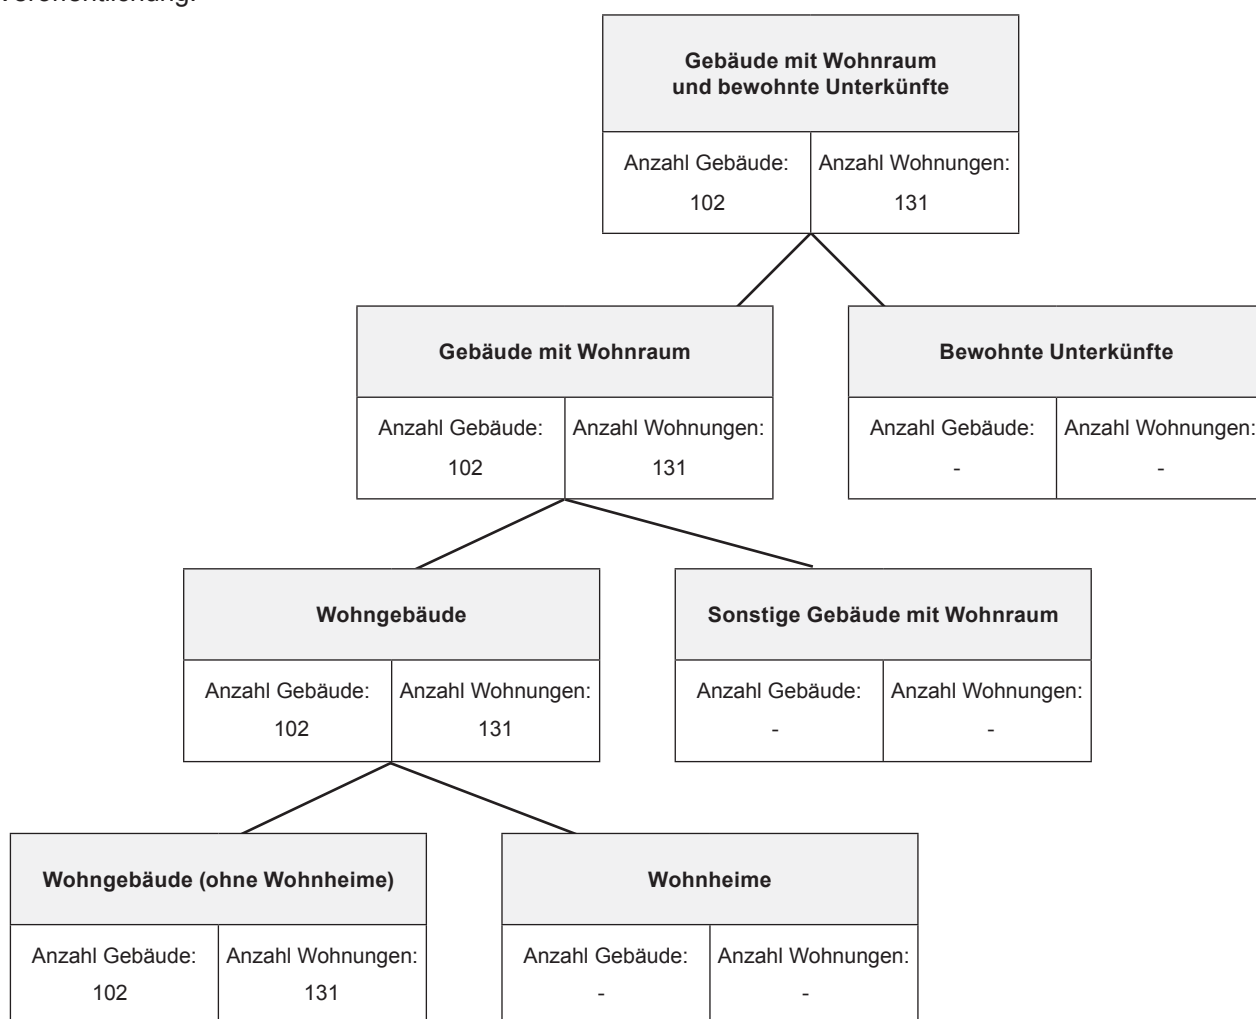 Veröffentlichung.
Gebäude mit Wohnraum
und bewohnte Unterkünfte
Anzahl Gebäude: Anzahl Wohnungen:
102 131
Gebäude mit Wohnraum Bewohnte Unterkünfte
Anzahl Gebäude: Anzahl Wohnungen: Anzahl Gebäude: Anzahl Wohnungen:
102 131 - -
Wohngebäude Sonstige Gebäude mit Wohnraum
Anzahl Gebäude: Anzahl Wohnungen: Anzahl Gebäude: Anzahl Wohnungen:
102 131 - -
Wohngebäude (ohne Wohnheime) Wohnheime
Anzahl Gebäude: Anzahl Wohnungen: Anzahl Gebäude: Anzahl Wohnungen:
102 131 - -